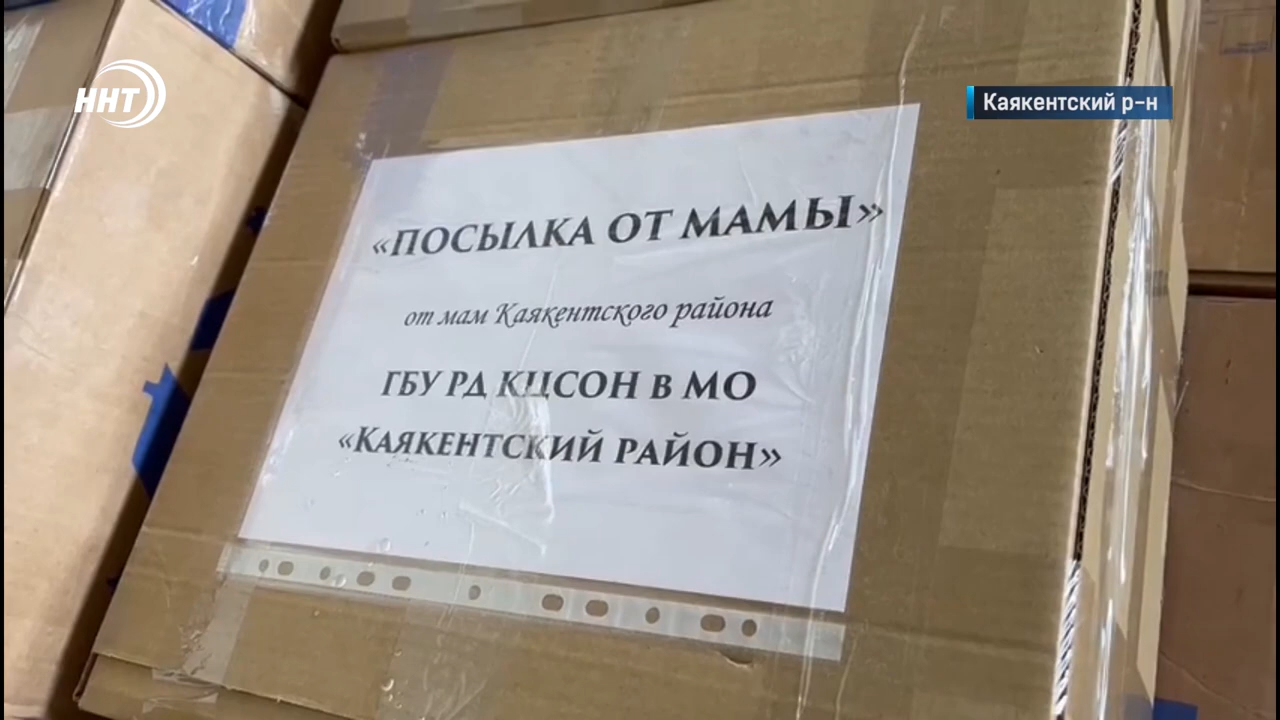 ННТ
Каякентский р-н
«ПОСЫЛКА ОТ МАМЫ»
от мам Каякентского района
ГБУ РД КЦСОН в МО
«Каякентский район»